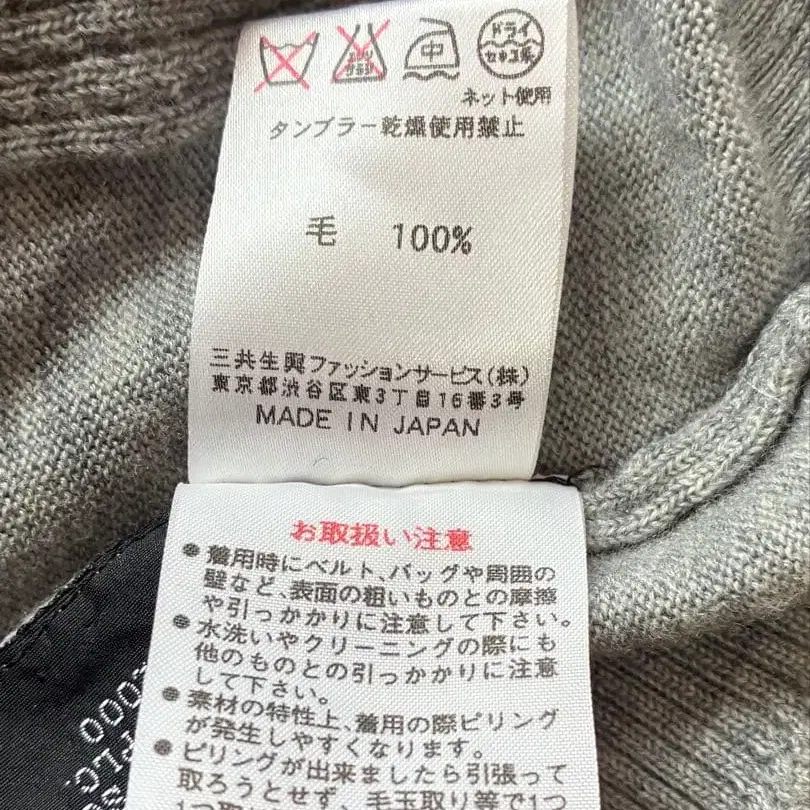 エンソ
サラシ
中
ドライ
セキユ系
ネット使用
タンブラー乾燥使用禁止
毛 100%
三共生興ファッションサービス(株)
東京都渋谷区東3丁目16番3号
MADE IN JAPAN
お取扱い注意
● 着用時にベルト、バッグや周囲の
壁など、表面の粗いものとの摩擦
や引っかかりに注意して下さい。
● 水洗いやクリーニングの際にも
他のものとの引っかかりに注意
して下さい。
● 素材の特性上、着用の際ピリング
が発生しやすくなります。
● ピリングが出来ましたら引張って
取ろうとせず、毛玉取り等で1つ
0000